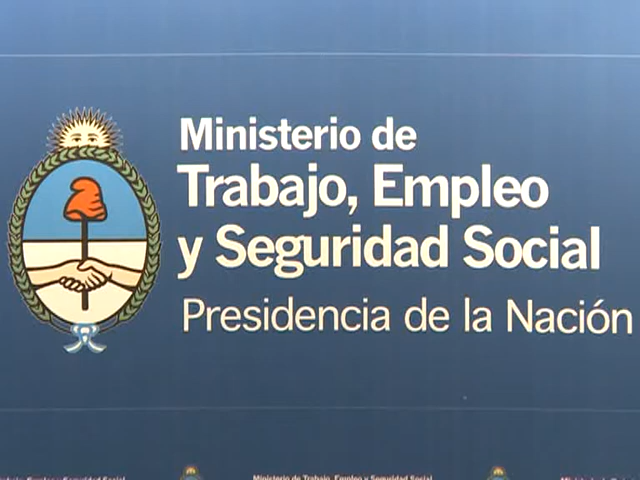 Ministerio de
Trabajo, Empleo
y Seguridad Social
Presidencia de la Nación
Ministerio de Trabajo, Empleo y Seguridad Social